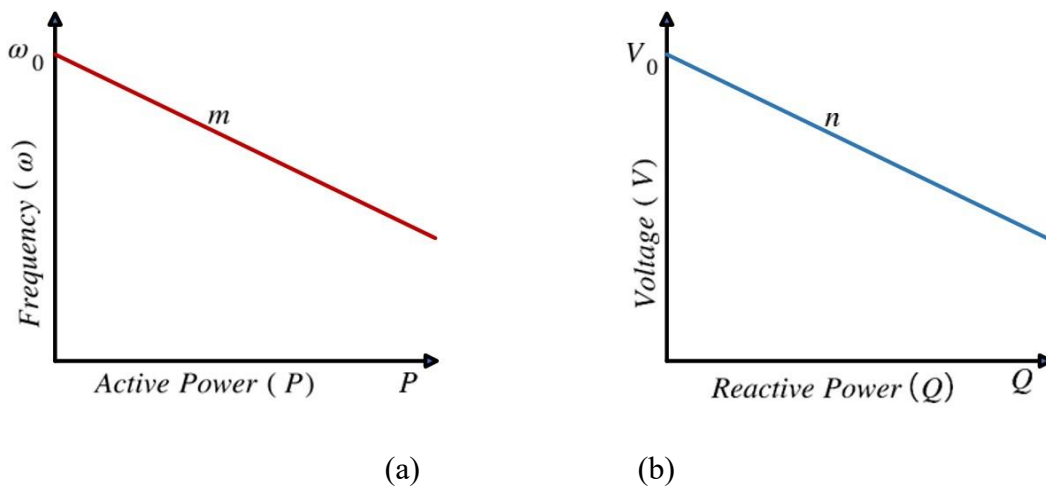 ω0
m
Frequency ( ω)
Active Power ( P)
P
V0
n
Voltage ( V)
Reactive Power (Q)
Q
(a)
(b)